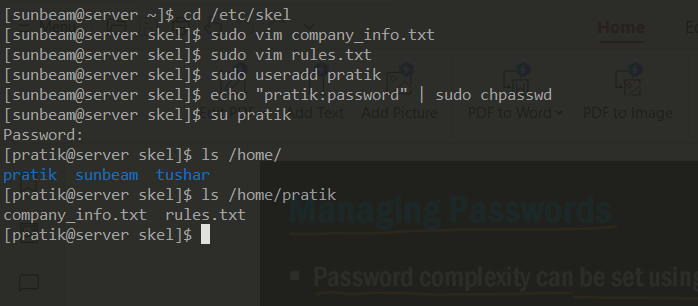 [sunbeam@server ~]$ cd /etc/skel
[sunbeam@server skel]$ sudo vim company_info.txt
[sunbeam@server skel]$ sudo vim rules.txt
[sunbeam@server skel]$ sudo useradd pratik
[sunbeam@server skel]$ echo "pratik:password" | sudo chpasswd
[sunbeam@server skel]$ su pratik
Password:
[pratik@server skel]$ ls /home/
pratik sunbeam tushar
[pratik@server skel]$ ls /home/pratik
company_info.txt rules.txt
[pratik@server skel]$
Home
Edit PDF Add Text Add Picture PDF to Word PDF to Image
Managing Passwords
▪ Password complexity can be set using